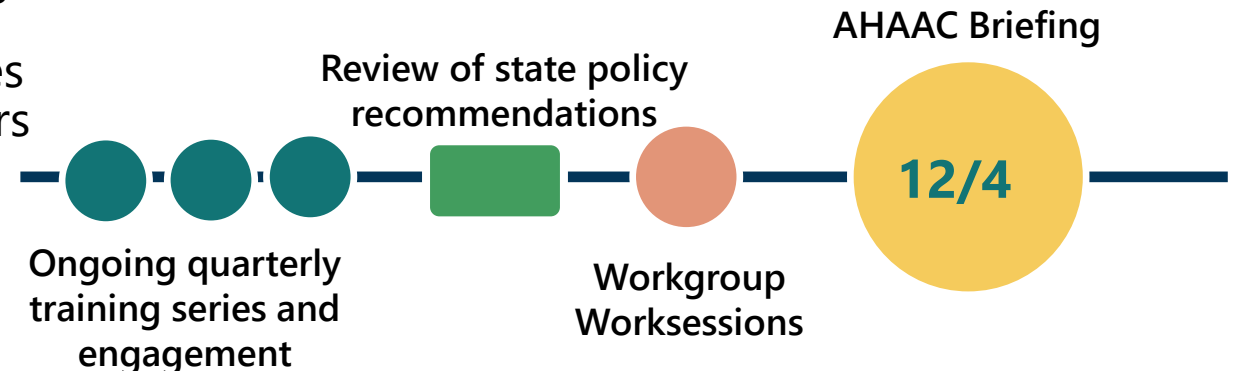 AHAAC Briefing
Review of state policy
recommendations
12/4
Ongoing quarterly
training series and
engagement
Workgroup
Worksessions